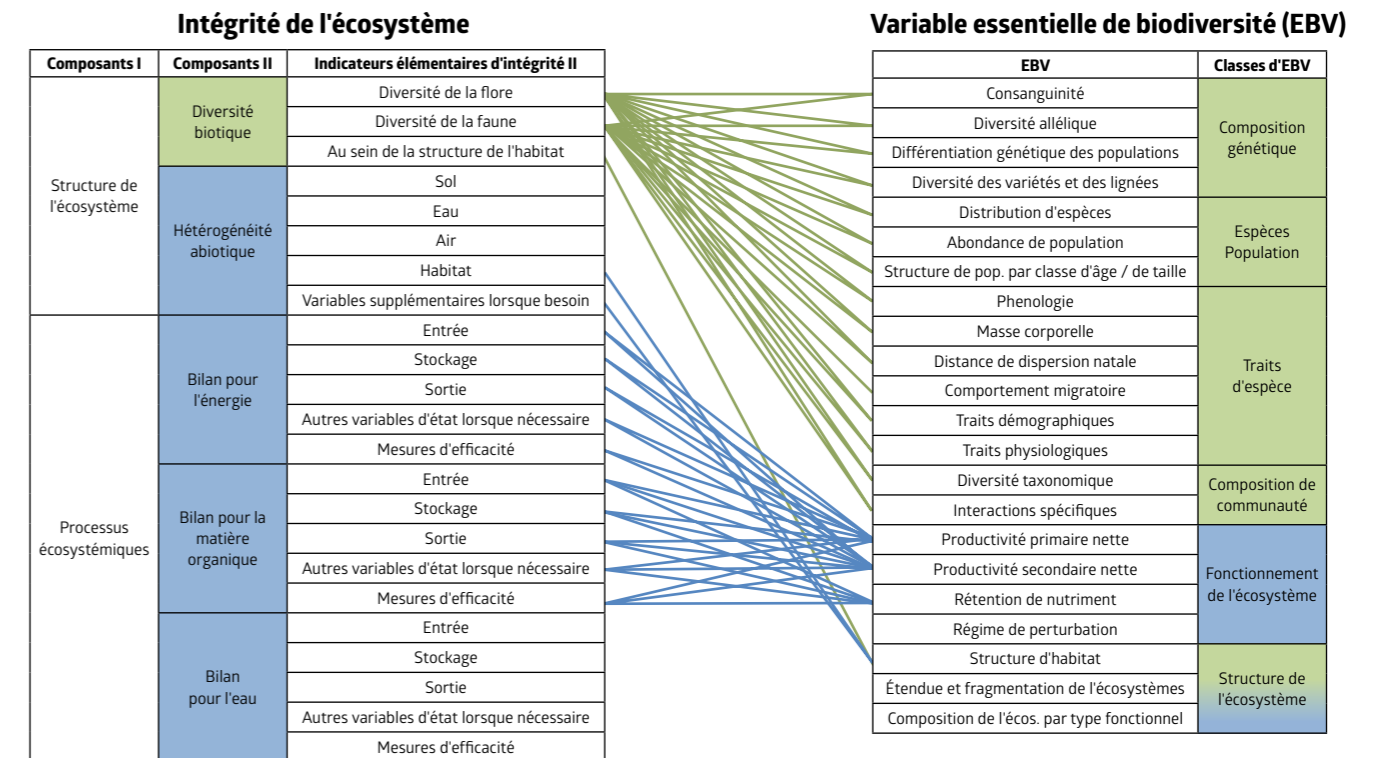 Intégrité de l'écosystème
Composants I
Composants II
Indicateurs élémentaires d'intégrité II
Structure de
l'écosystème
Diversité
biotique
Diversité de la flore
Diversité de la faune
Au sein de la structure de l'habitat
Hétérogénéité
abiotique
Sol
Eau
Air
Habitat
Variables supplémentaires lorsque besoin
Processus
écosystémiques
Bilan pour
l'énergie
Entrée
Stockage
Sortie
Autres variables d'état lorsque nécessaire
Mesures d'efficacité
Bilan pour la
matière
organique
Entrée
Stockage
Sortie
Autres variables d'état lorsque nécessaire
Mesures d'efficacité
Bilan
pour l'eau
Entrée
Stockage
Sortie
Autres variables d'état lorsque nécessaire
Mesures d'efficacité
Variable essentielle de biodiversité (EBV)
EBV
Classes d'EBV
Consanguinité
Diversité allélique
Différentiation génétique des populations
Diversité des variétés et des lignées
Composition
génétique
Distribution d'espèces
Abondance de population
Structure de pop. par classe d'âge / de taille
Espèces
Population
Phenologie
Masse corporelle
Distance de dispersion natale
Comportement migratoire
Traits démographiques
Traits physiologiques
Traits
d'espèce
Diversité taxonomique
Interactions spécifiques
Composition de
communauté
Productivité primaire nette
Productivité secondaire nette
Rétention de nutriment
Régime de perturbation
Fonctionnement
de l'écosystème
Structure d'habitat
Étendue et fragmentation de l'écosystèmes
Composition de l'écos. par type fonctionnel
Structure de
l'écosystème